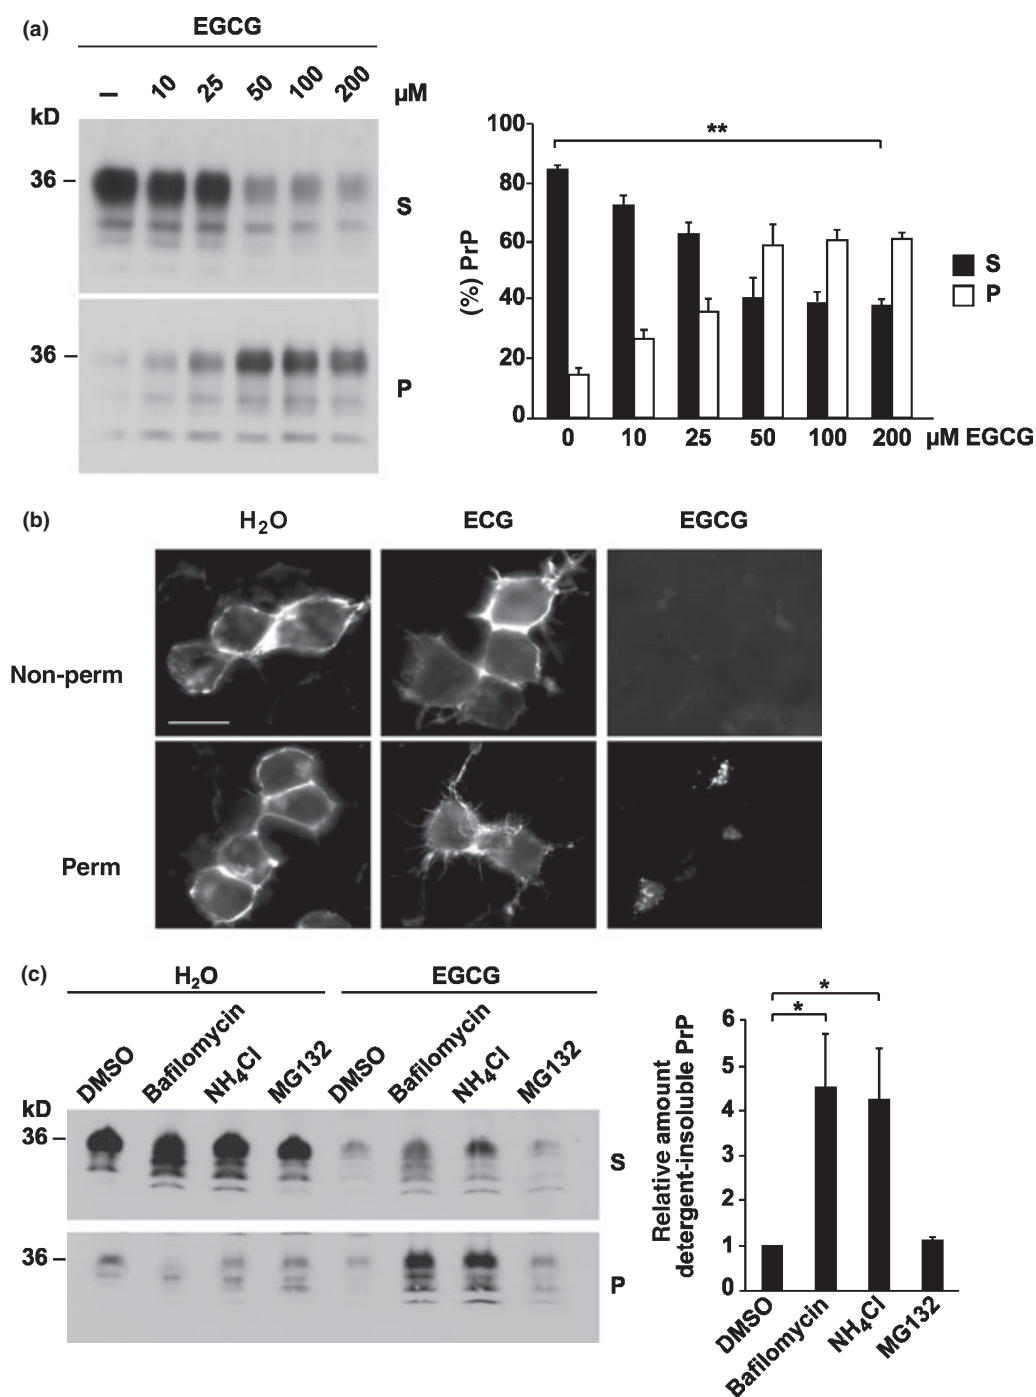 (a)
EGCG
– 10 25 50 100 200 µM
kD
36 –
S
36 –
P
(%) PrP
100
80
60
40
20
0
**
S
P
0 10 25 50 100 200 µM EGCG
(b)
H2O ECG EGCG
Non-perm
Perm
(c)
H2O EGCG
DMSO Bafilomycin NH4Cl MG132 DMSO Bafilomycin NH4Cl MG132
kD
36 –
S
36 –
P
Relative amount
detergent-insoluble PrP
6
5
4
3
2
1
0
*
*
DMSO Bafilomycin NH4Cl MG132